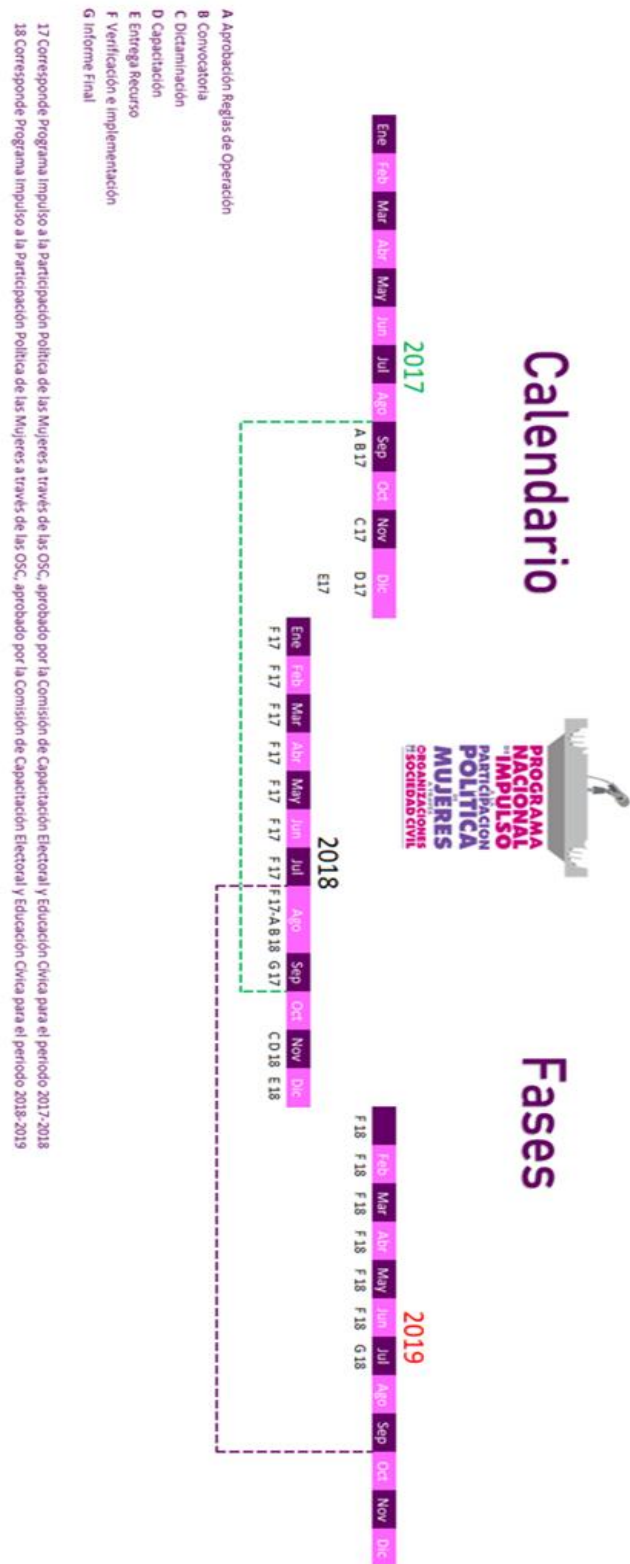 Calendario
Fases
PROGRAMA
NACIONAL
DE IMPULSO
A LA
PARTICIPACIÓN
POLÍTICA
DE
MUJERES
A TRAVÉS DE
ORGANIZACIONES
DE LA SOCIEDAD CIVIL
2017
Ene Feb Mar Abr May Jun Jul Ago Sep Oct Nov Dic
A B 17 C 17 D 17
E17
2018
Ene Feb Mar Abr May Jun Jul Ago Sep Oct Nov Dic
F 17 F 17 F 17 F 17 F 17 F 17 F 17 F 17-A B 18 G 17 C D 18 E 18
2019
Feb Mar Abr May Jun Jul Ago Sep Oct Nov Dic
F 18 F 18 F 18 F 18 F 18 F 18 G 18
A Aprobación Reglas de Operación
B Convocatoria
C Dictaminación
D Capacitación
E Entrega Recurso
F Verificación e implementación
G Informe Final
17 Corresponde Programa Impulso a la Participación Política de las Mujeres a través de las OSC, aprobado por la Comisión de Capacitación Electoral y Educación Cívica para el periodo 2017-2018
18 Corresponde Programa Impulso a la Participación Política de las Mujeres a través de las OSC, aprobado por la Comisión de Capacitación Electoral y Educación Cívica para el periodo 2018-2019